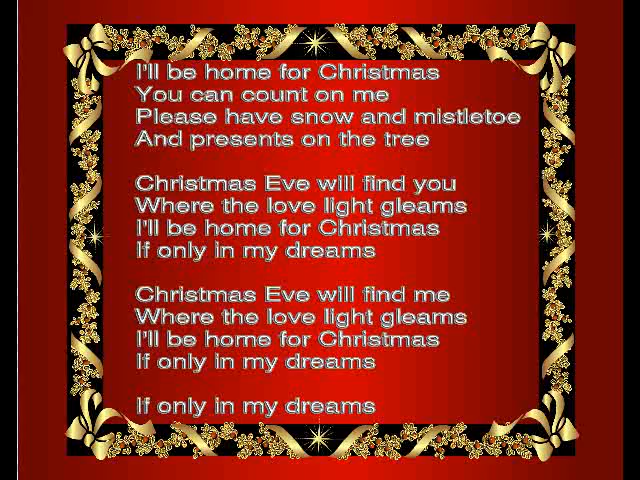 I'll be home for Christmas
You can count on me
Please have snow and mistletoe
And presents on the tree
Christmas Eve will find you
Where the love light gleams
I'll be home for Christmas
If only in my dreams
Christmas Eve will find me
Where the love light gleams
I'll be home for Christmas
If only in my dreams
If only in my dreams